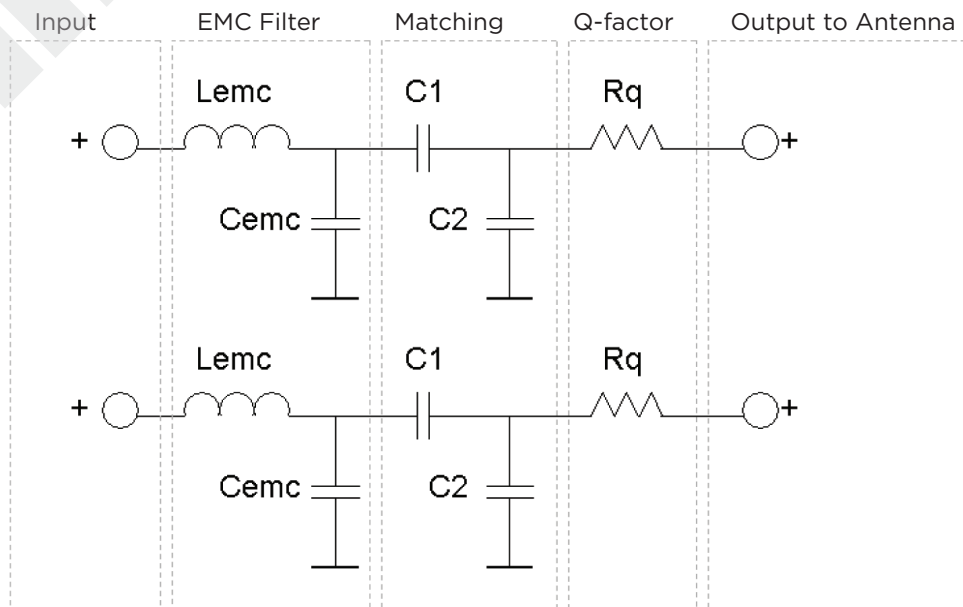 Input EMC Filter Matching Q-factor Output to Antenna
Lemc C1 Rq
+ +
Cemc C2
Lemc C1 Rq
+ +
Cemc C2